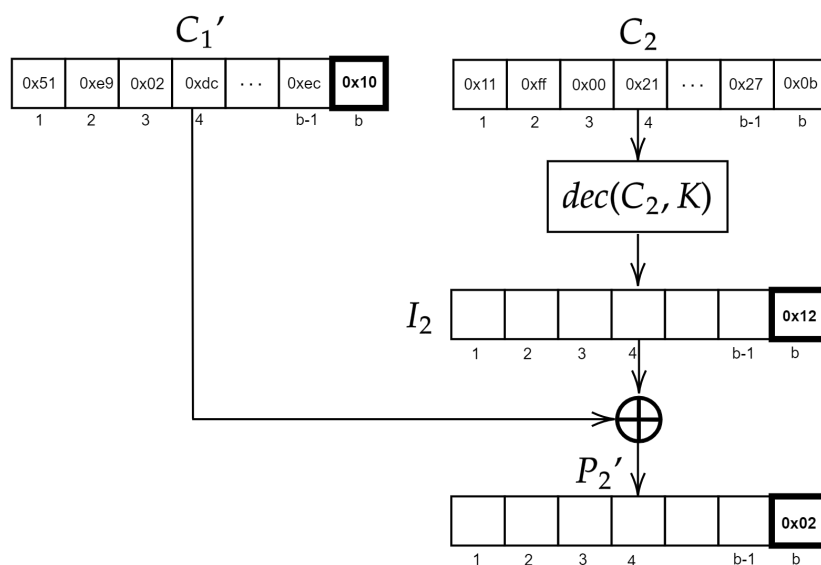 C₁′ C₂
0x51 0xe9 0x02 0xdc ... 0xec 0x10 0x11 0xff 0x00 0x21 ... 0x27 0x0b
1 2 3 4 b-1 b 1 2 3 4 b-1 b
dec(C₂, K)
I₂ 0x12
1 2 3 4 b-1 b
P₂′
0x02
1 2 3 4 b-1 b